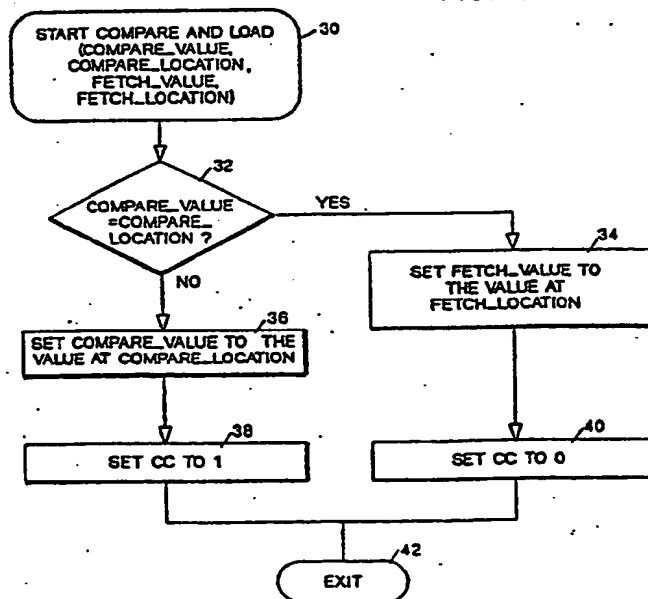 START COMPARE AND LOAD
(COMPARE_VALUE,
COMPARE_LOCATION,
FETCH_VALUE,
FETCH_LOCATION)
30
32
COMPARE_VALUE
=COMPARE_
LOCATION ?
YES
NO
34
SET FETCH_VALUE TO
THE VALUE AT
FETCH_LOCATION
36
SET COMPARE_VALUE TO THE
VALUE AT COMPARE_LOCATION
38
SET CC TO 1
40
SET CC TO 0
42
EXIT